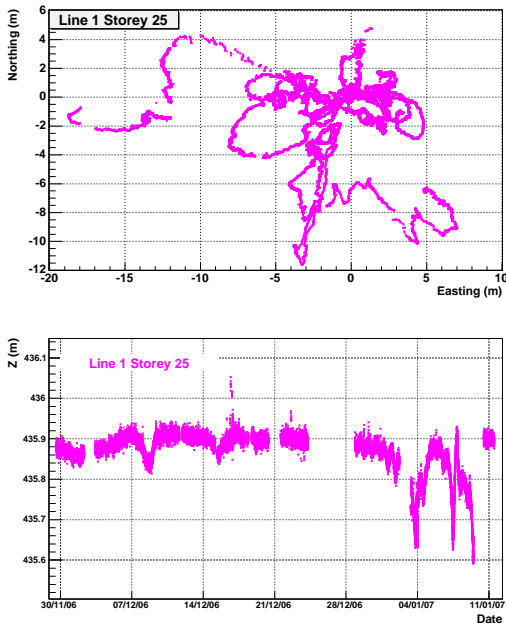 Line 1 Storey 25
Northing (m)
6
4
2
0
-2
-4
-6
-8
-10
-12
-20 -15 -10 -5 0 5 10
Easting (m)
Z (m)
Line 1 Storey 25
436.1
436
435.9
435.8
435.7
435.6
30/11/06 07/12/06 14/12/06 21/12/06 28/12/06 04/01/07 11/01/07
Date